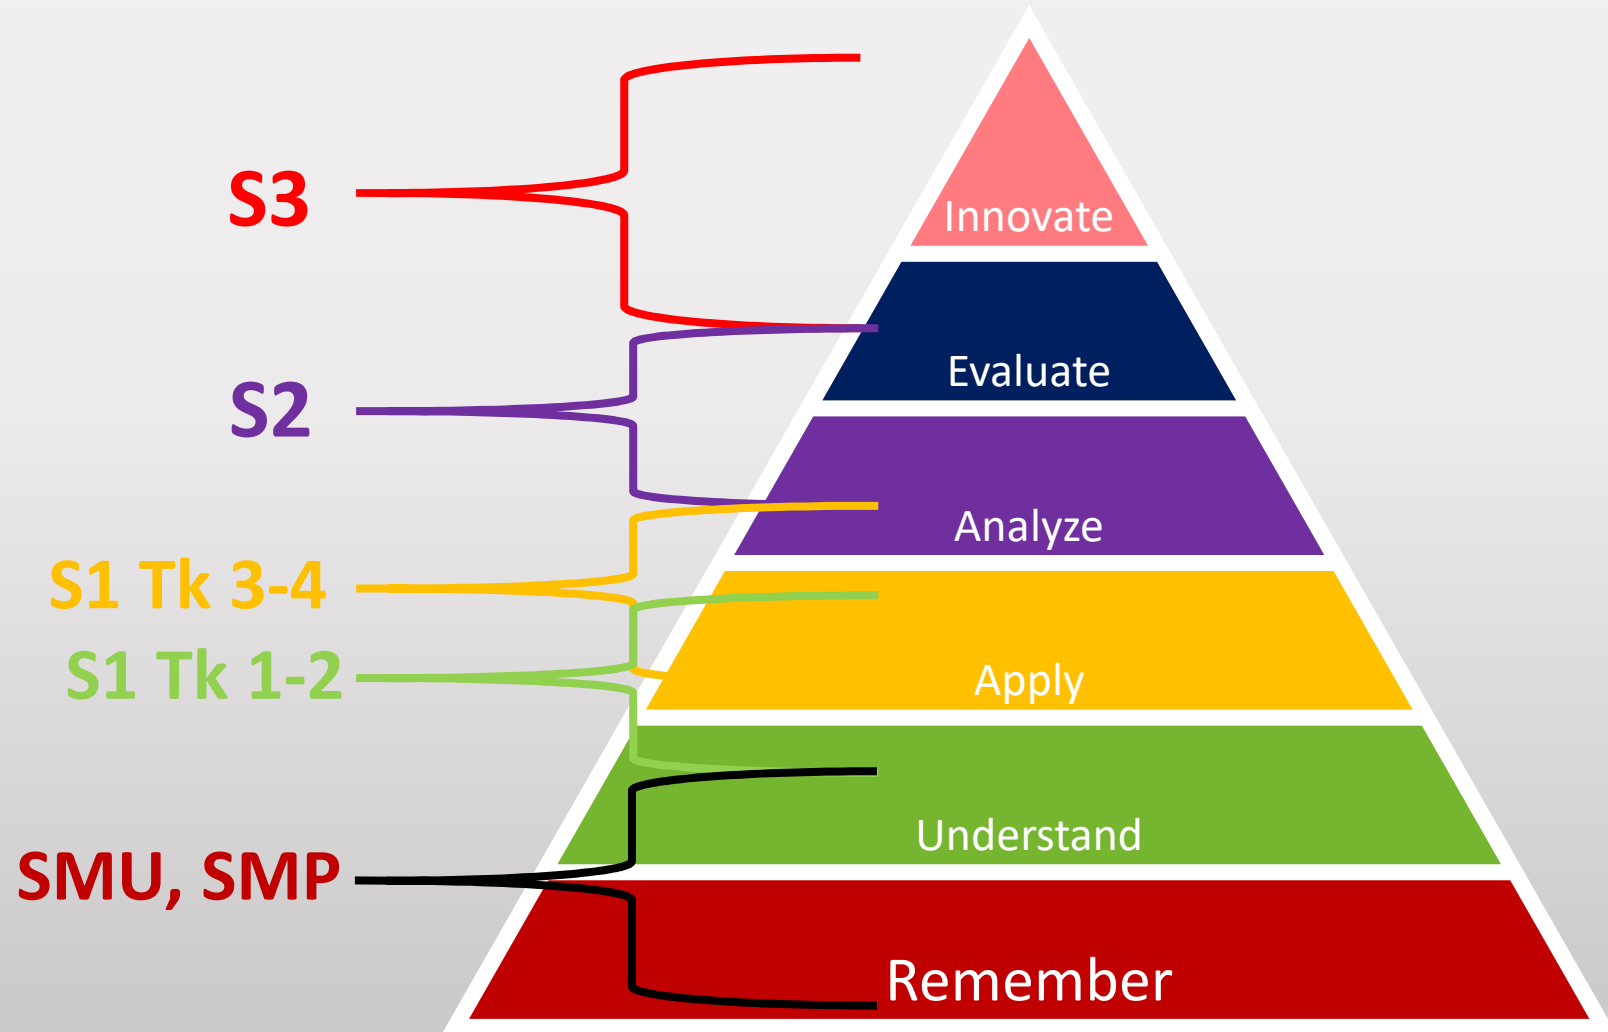 S3
Innovate
Evaluate
S2
Analyze
S1 Tk 3-4
S1 Tk 1-2
Apply
Understand
SMU, SMP
Remember